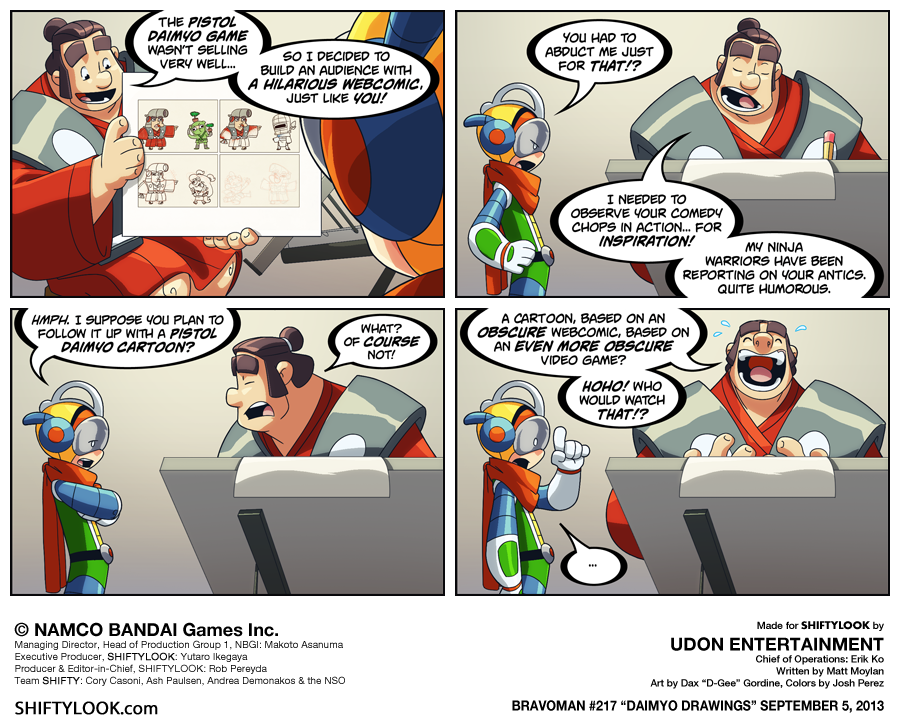 THE PISTOL
DAIMYO GAME
WASN'T SELLING
VERY WELL...
SO I DECIDED TO
BUILD AN AUDIENCE WITH
A HILARIOUS WEBCOMIC,
JUST LIKE YOU!
YOU HAD TO
ABDUCT ME JUST
FOR THAT!?
I NEEDED TO
OBSERVE YOUR COMEDY
CHOPS IN ACTION... FOR
INSPIRATION!
MY NINJA
WARRIORS HAVE BEEN
REPORTING ON YOUR ANTICS.
QUITE HUMOROUS.
HMPH. I SUPPOSE YOU PLAN TO
FOLLOW IT UP WITH A PISTOL
DAIMYO CARTOON?
WHAT?
OF COURSE
NOT!
A CARTOON, BASED ON AN
OBSCURE WEBCOMIC, BASED ON
AN EVEN MORE OBSCURE
VIDEO GAME?
HOHO! WHO
WOULD WATCH
THAT!?
...
© NAMCO BANDAI Games Inc.
Managing Director, Head of Production Group 1, NBGI: Makoto Asanuma
Executive Producer, SHIFTYLOOK: Yutaro Ikegaya
Producer & Editor-in-Chief, SHIFTYLOOK: Rob Pereyda
Team SHIFTY: Cory Casoni, Ash Paulsen, Andrea Demonakos & the NSO
SHIFTYLOOK.com
Made for SHIFTYLOOK by
UDON ENTERTAINMENT
Chief of Operations: Erik Ko
Written by Matt Moylan
Art by Dax "D-Gee" Gordine, Colors by Josh Perez
BRAVOMAN #217 "DAIMYO DRAWINGS" SEPTEMBER 5, 2013